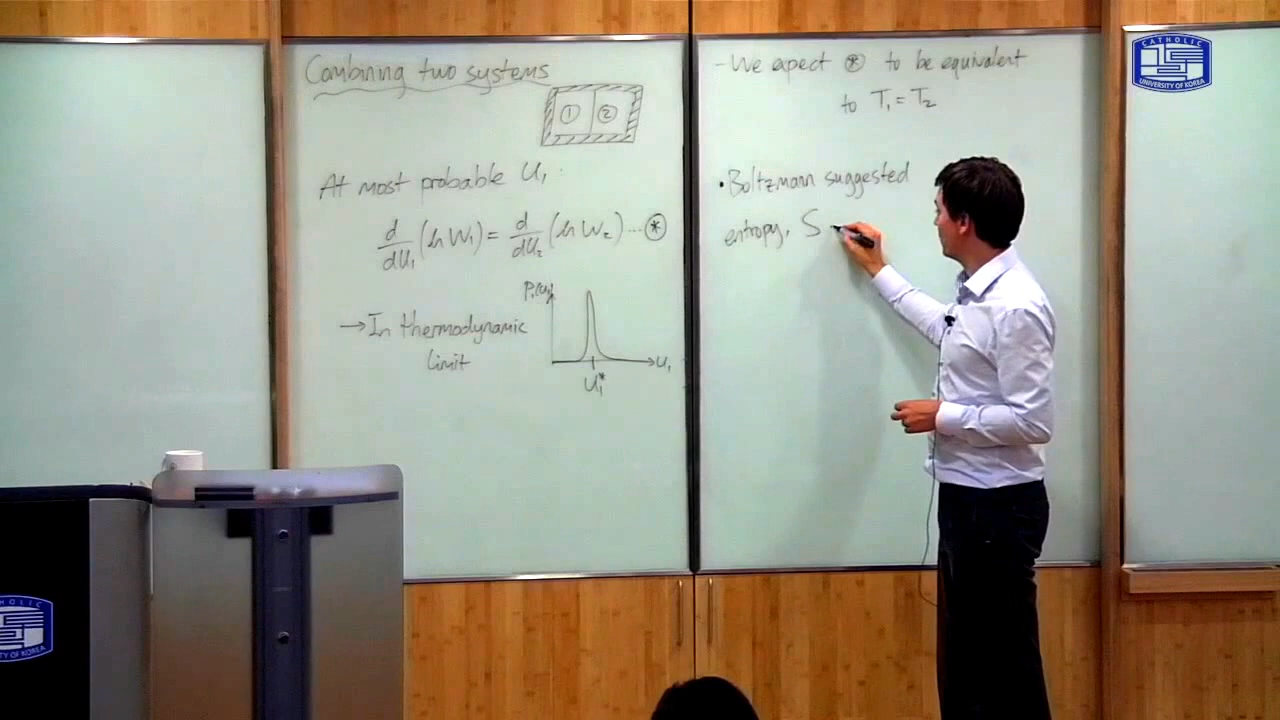 Combining two systems
① ②
At most probable U₁.
d/dU₁ (ln W₁) = d/dU₂ (ln W₂) ... ⊛
→ In thermodynamic
limit
P₁(U₁)
U₁
U₁*
- We expect ⊛ to be equivalent
to T₁ = T₂
• Boltzmann suggested
entropy, S
CATHOLIC
UNIVERSITY OF KOREA